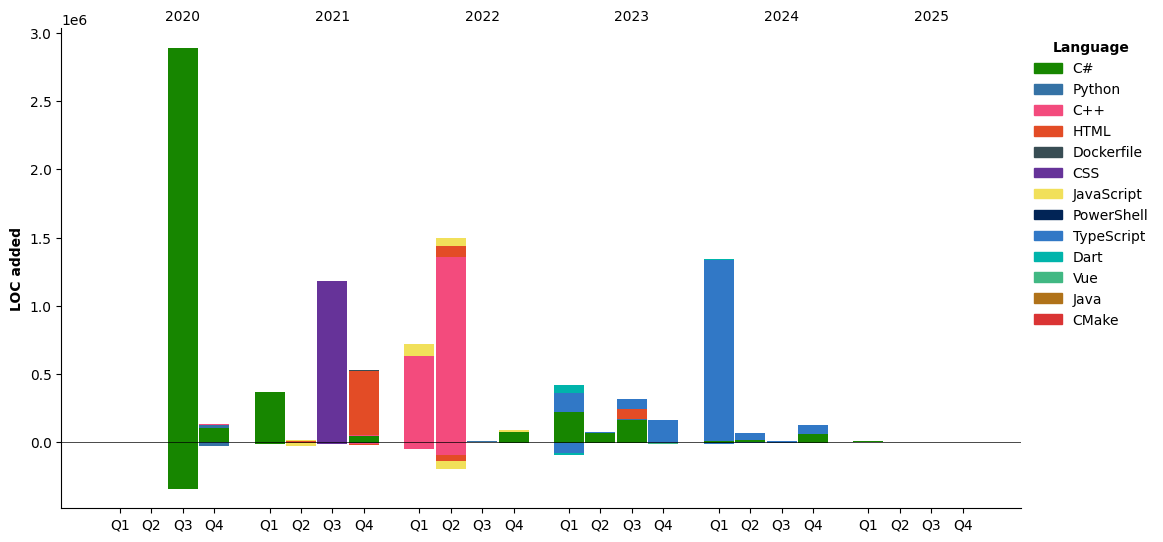 1e6
2020 2021 2022 2023 2024 2025
3.0
2.5
2.0
1.5
1.0
0.5
0.0
LOC added
Q1 Q2 Q3 Q4 Q1 Q2 Q3 Q4 Q1 Q2 Q3 Q4 Q1 Q2 Q3 Q4 Q1 Q2 Q3 Q4 Q1 Q2 Q3 Q4
Language
C#
Python
C++
HTML
Dockerfile
CSS
JavaScript
PowerShell
TypeScript
Dart
Vue
Java
CMake